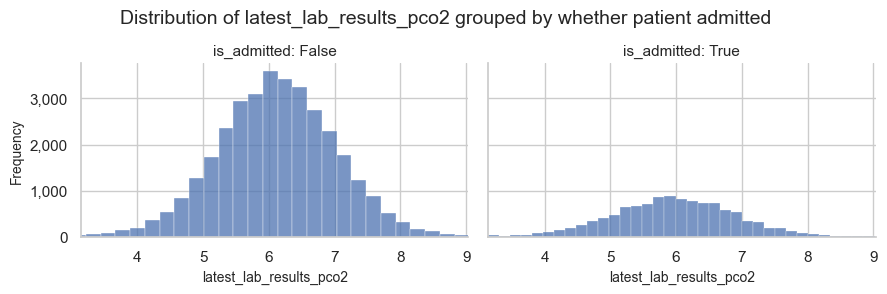 Distribution of latest_lab_results_pco2 grouped by whether patient admitted
is_admitted: False
is_admitted: True
Frequency
3,000
2,000
1,000
0
4 5 6 7 8 9
4 5 6 7 8 9
latest_lab_results_pco2
latest_lab_results_pco2